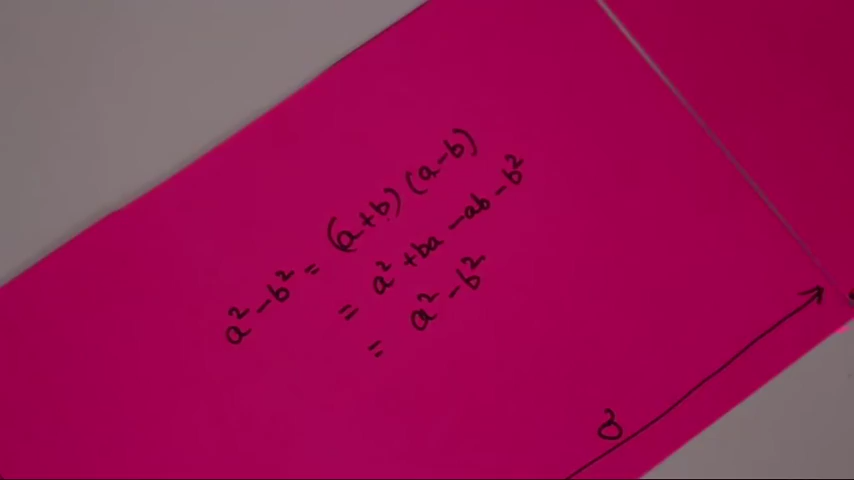 a² - b² = (a+b) (a-b)
= a² + ba - ab - b²
= a² - b²
a